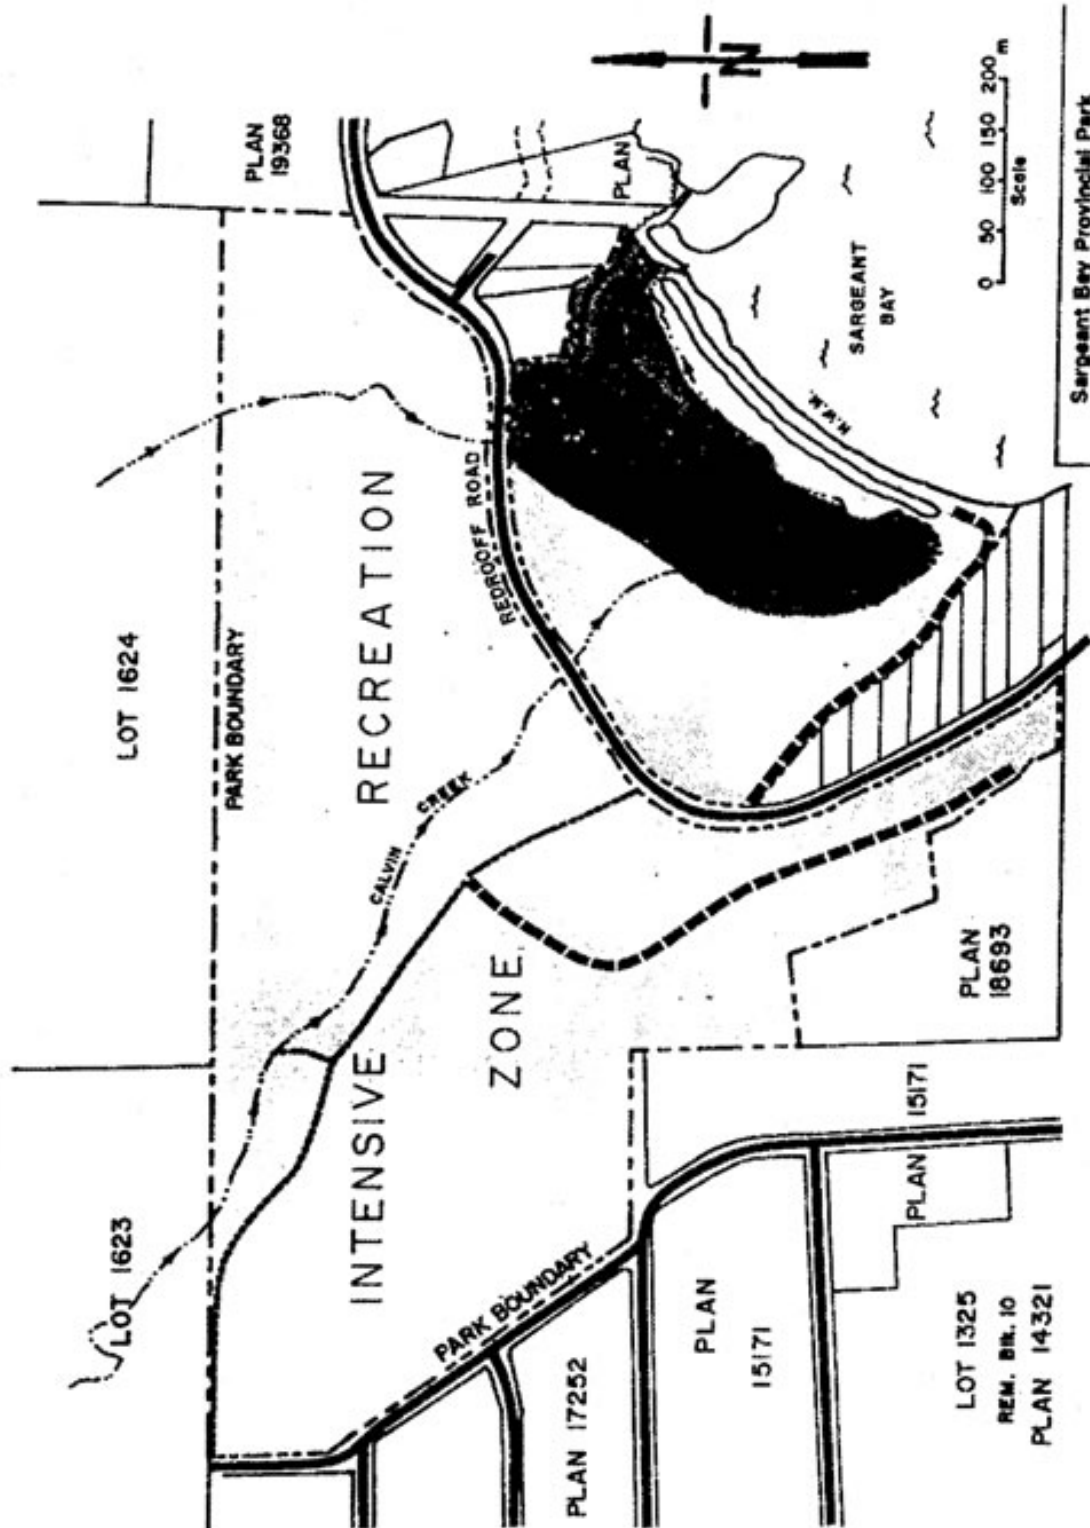 LOT 1623
LOT 1624
PARK BOUNDARY
PLAN
19368
INTENSIVE
RECREATION
ZONE
CALVIN
CREEK
REDROOFF ROAD
PARK BOUNDARY
PLAN 17252
PLAN
15171
PLAN
15171
PLAN
18693
LOT 1325
REM. Blk. 10
PLAN 14321
PLAN
H.W.M.
SARGEANT
BAY
N
0 50 100 150 200 m
Scale
Sargeant Bay Provincial Park